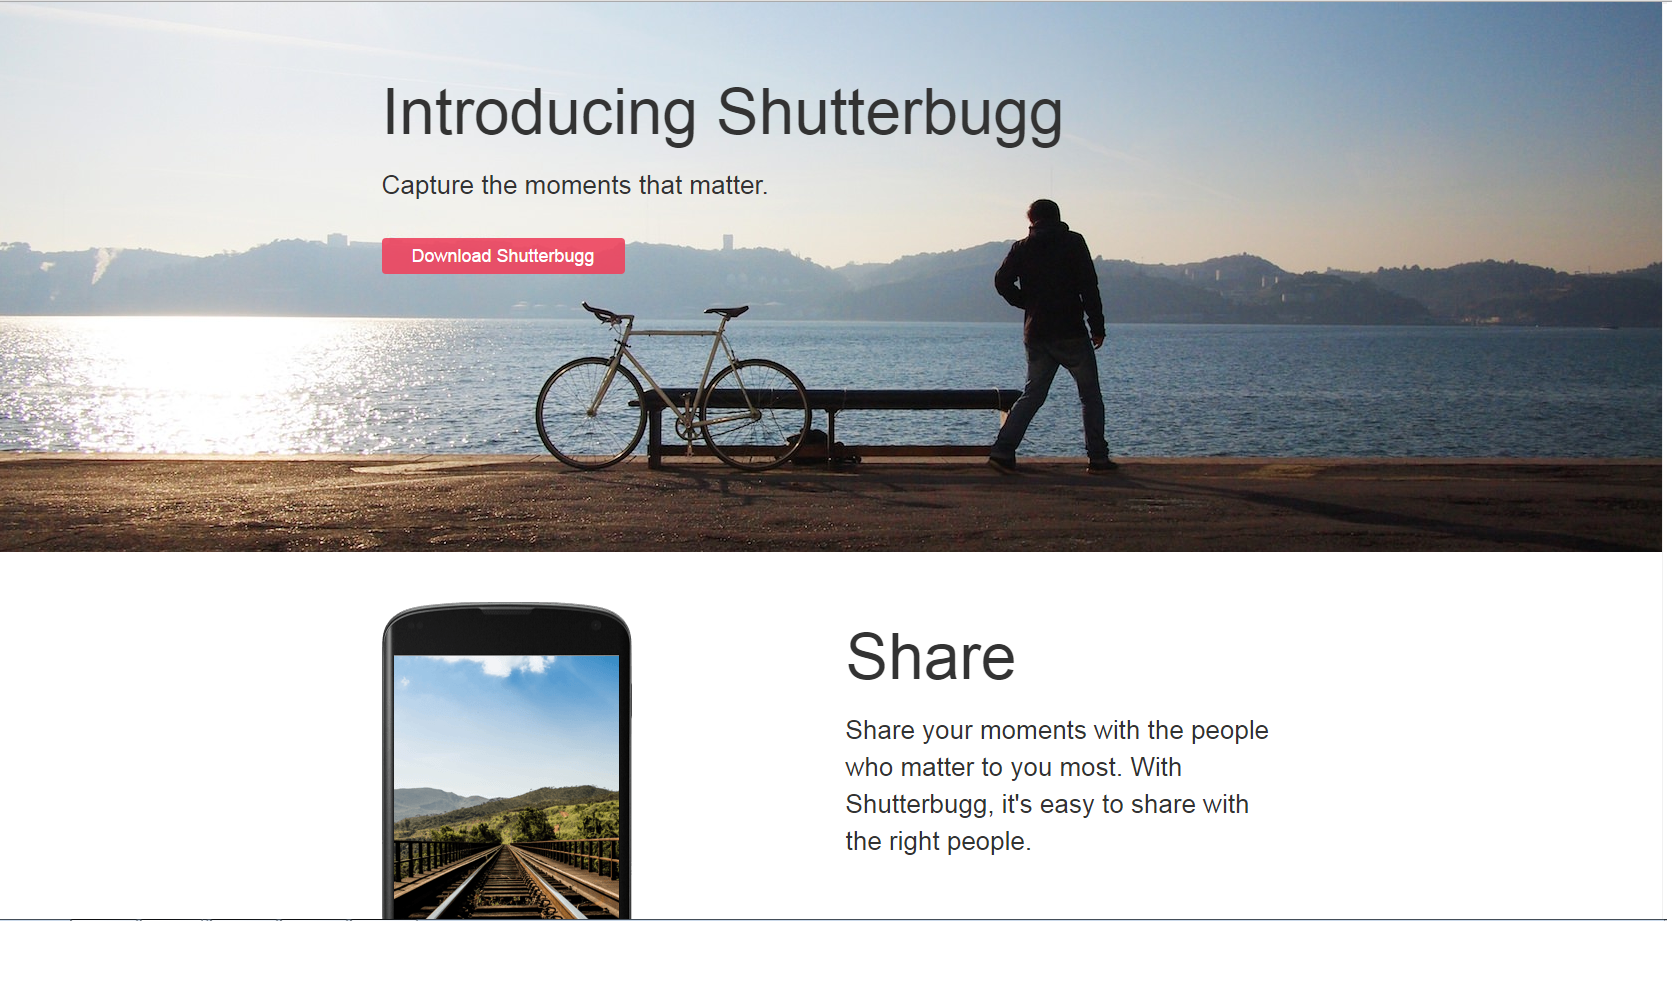 Introducing Shutterbugg
Capture the moments that matter.
Download Shutterbugg
Share
Share your moments with the people
who matter to you most. With
Shutterbugg, it's easy to share with
the right people.